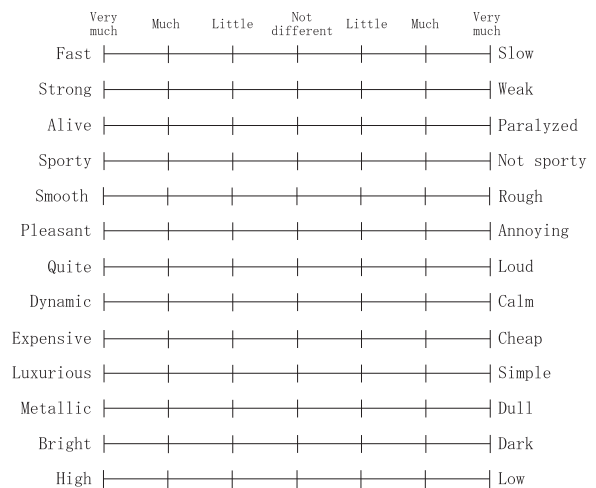 Very much Much Little Not different Little Much Very much
Fast Slow
Strong Weak
Alive Paralyzed
Sporty Not sporty
Smooth Rough
Pleasant Annoying
Quite Loud
Dynamic Calm
Expensive Cheap
Luxurious Simple
Metallic Dull
Bright Dark
High Low